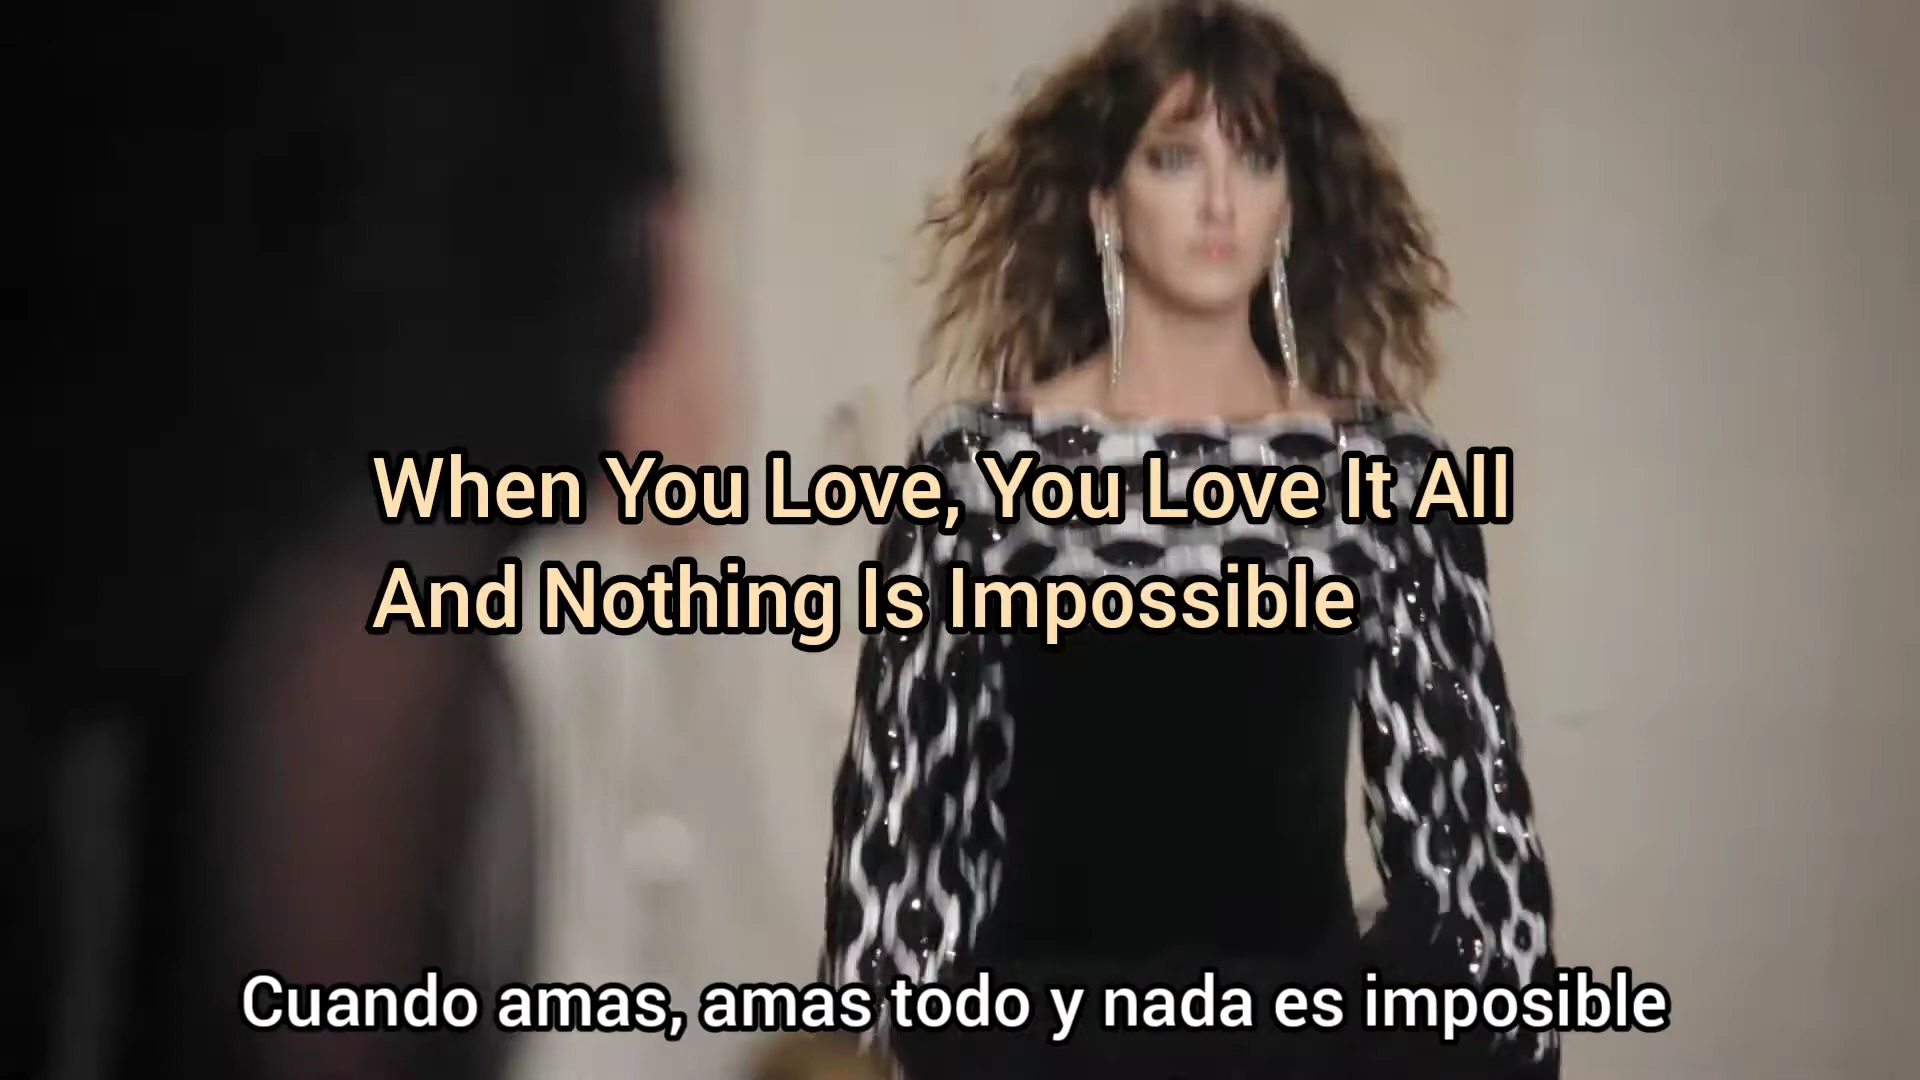 When You Love, You Love It All
And Nothing Is Impossible
Cuando amas, amas todo y nada es imposible